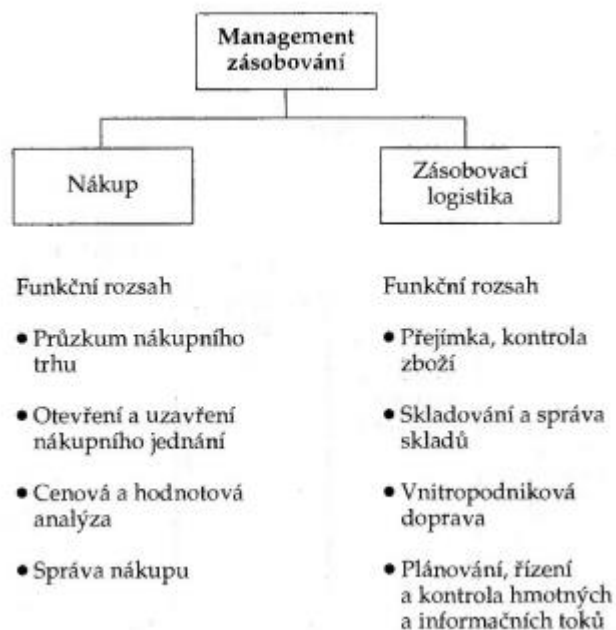 Management
zásobování
Nákup
Zásobovací
logistika
Funkční rozsah
● Průzkum nákupního
trhu
● Otevření a uzavření
nákupního jednání
● Cenová a hodnotová
analýza
● Správa nákupu
Funkční rozsah
● Přejímka, kontrola
zboží
● Skladování a správa
skladů
● Vnitropodniková
doprava
● Plánování, řízení
a kontrola hmotných
a informačních toků